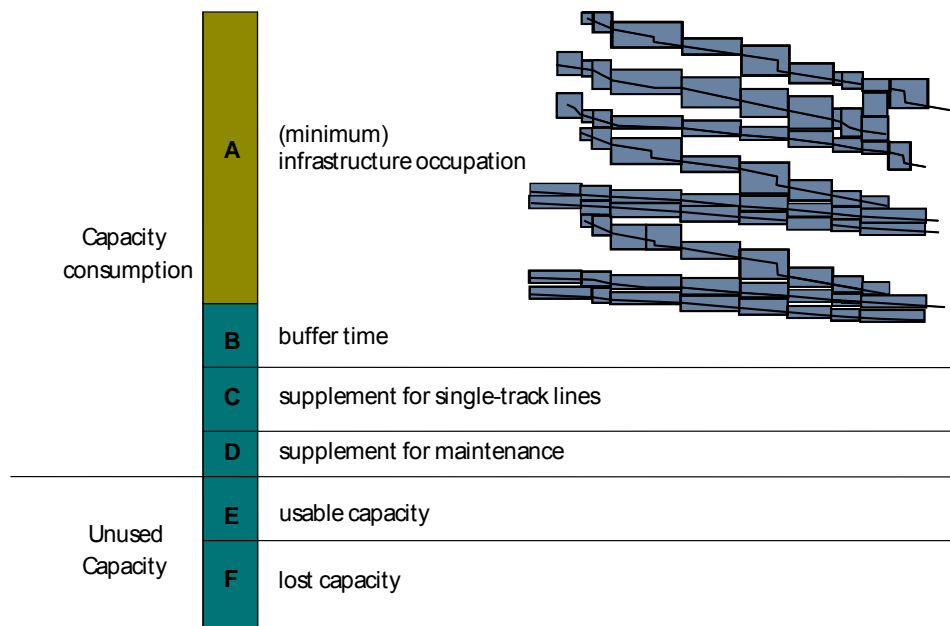 A
(minimum)
infrastructure occupation
Capacity
consumption
B
buffer time
C
supplement for single-track lines
D
supplement for maintenance
E
usable capacity
Unused
Capacity
F
lost capacity